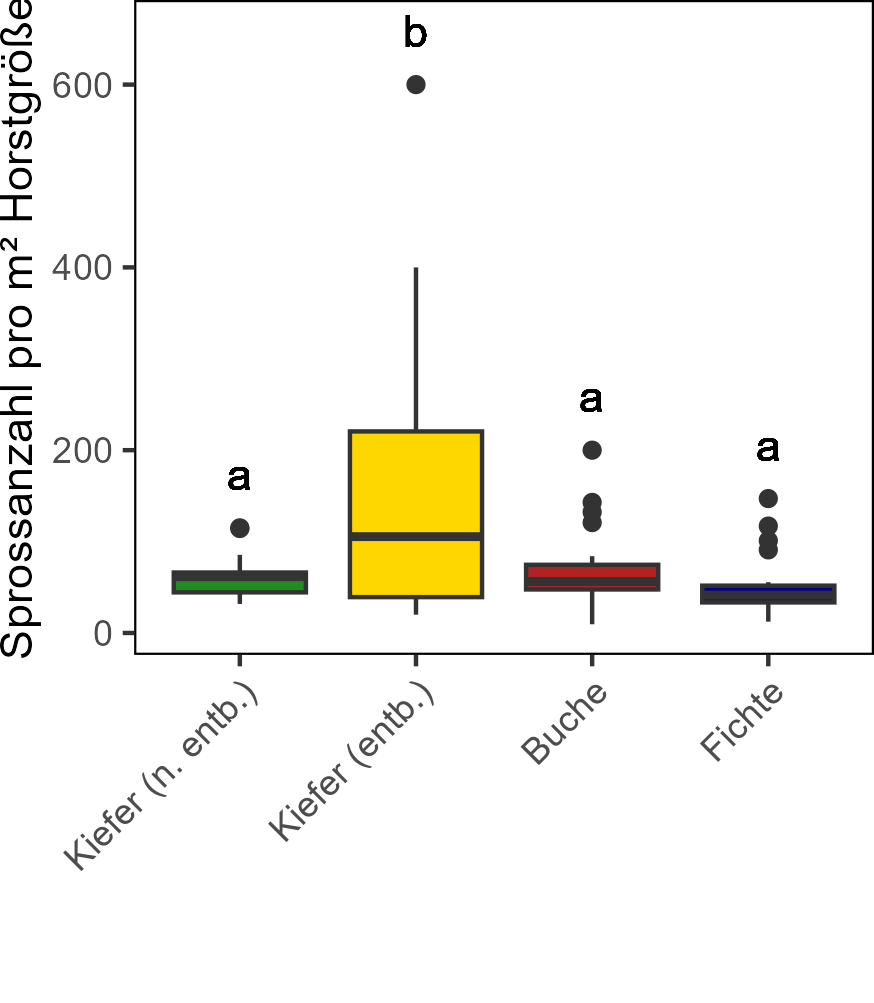 Sprossanzahl pro m² Horstgröße
600
400
200
0
a
b
a
a
Kiefer (n. entb.)
Kiefer (entb.)
Buche
Fichte